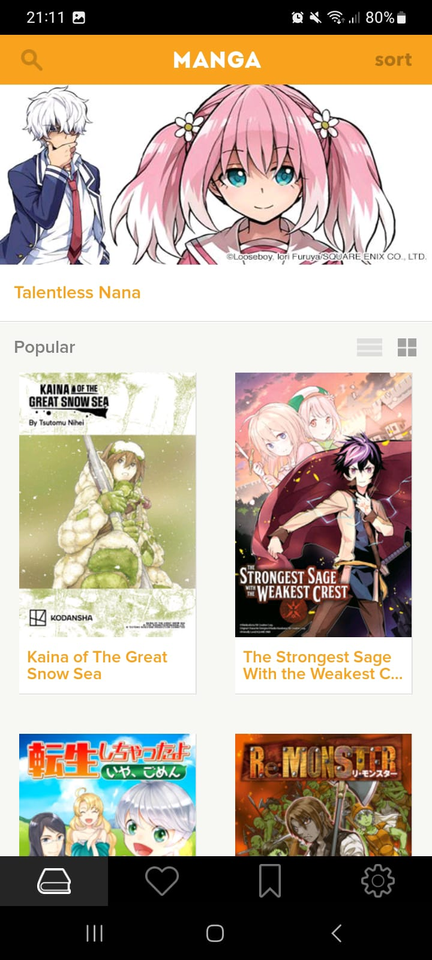 21:11
80%
MANGA
sort
©Looseboy, Iori Furuya/SQUARE ENIX CO., LTD.
Talentless Nana
Popular
KAINA OF THE
GREAT SNOW SEA
By Tsutomu Nihei
KODANSHA
THE STRONGEST SAGE
WITH THE WEAKEST CREST
Kaina of The Great
Snow Sea
The Strongest Sage
With the Weakest C...
転生しちゃったよ
いや、ごめん
Re:MONSTER
リ・モンスター